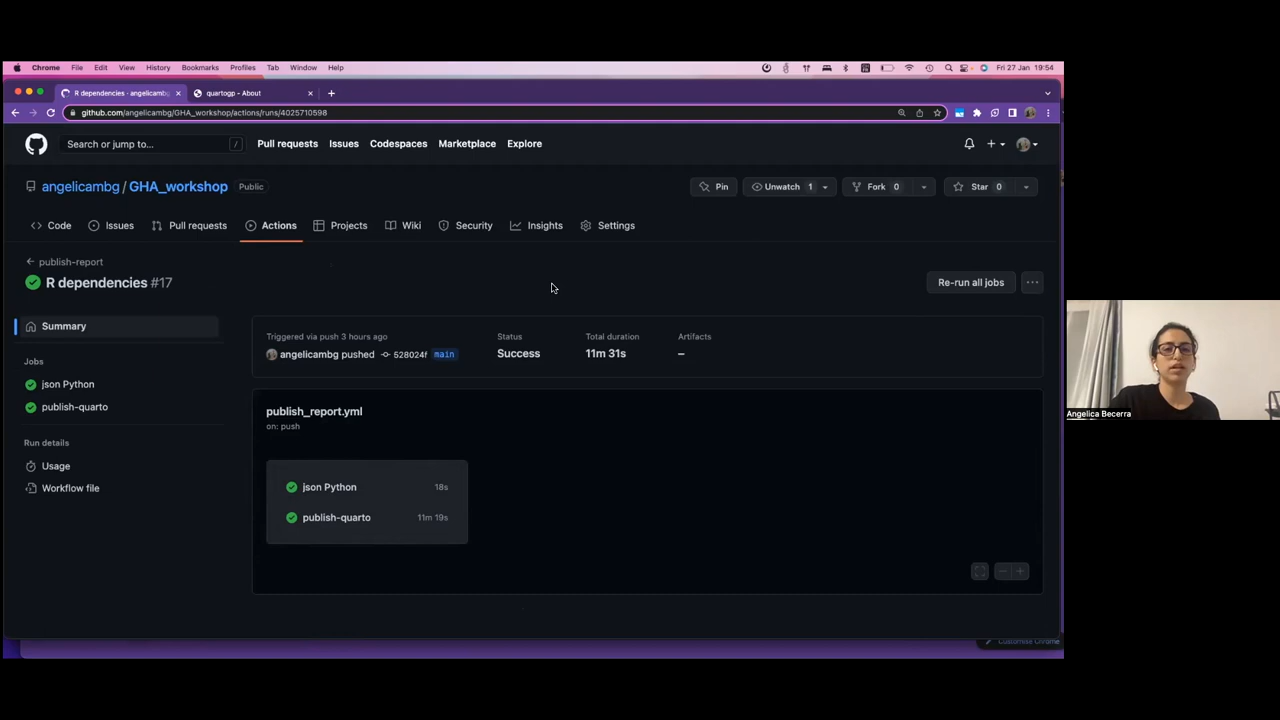 Chrome File Edit View History Bookmarks Profiles Tab Window Help Fri 27 Jan 19:54
R dependencies · angelicambg quartogp - About
github.com/angelicambg/GHA_workshop/actions/runs/4025710598
Search or jump to... / Pull requests Issues Codespaces Marketplace Explore
angelicambg / GHA_workshop Public Pin Unwatch 1 Fork 0 Star 0
Code Issues Pull requests Actions Projects Wiki Security Insights Settings
publish-report
R dependencies #17 Re-run all jobs
Summary
Jobs
json Python
publish-quarto
Run details
Usage
Workflow file
Triggered via push 3 hours ago Status Total duration Artifacts
angelicambg pushed 528024f main Success 11m 31s –
publish_report.yml
on: push
json Python 18s
publish-quarto 11m 19s
Customise Chrome
Angelica Becerra